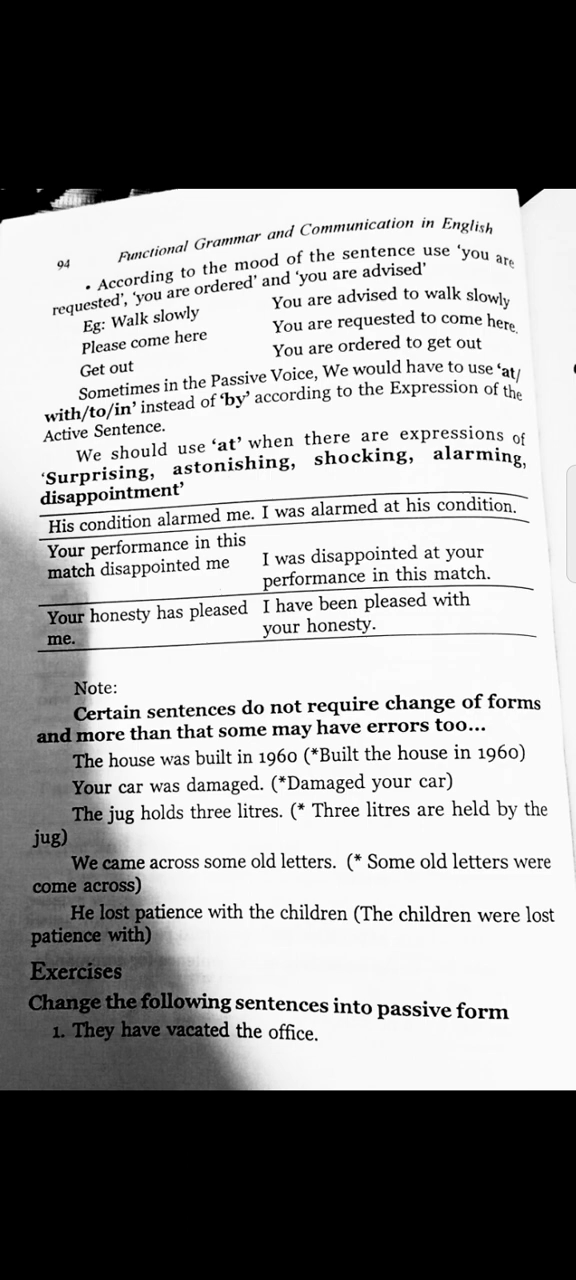 94 Functional Grammar and Communication in English
• According to the mood of the sentence use ‘you are
requested’, ‘you are ordered’ and ‘you are advised’
Eg: Walk slowly You are advised to walk slowly
Please come here You are requested to come here.
Get out You are ordered to get out
Sometimes in the Passive Voice, We would have to use ‘at/
with/to/in’ instead of ‘by’ according to the Expression of the
Active Sentence.
We should use ‘at’ when there are expressions of
‘Surprising, astonishing, shocking, alarming,
disappointment’
His condition alarmed me. I was alarmed at his condition.
Your performance in this
match disappointed me I was disappointed at your
performance in this match.
Your honesty has pleased I have been pleased with
me. your honesty.
Note:
Certain sentences do not require change of forms
and more than that some may have errors too...
The house was built in 1960 (*Built the house in 1960)
Your car was damaged. (*Damaged your car)
The jug holds three litres. (* Three litres are held by the
jug)
We came across some old letters. (* Some old letters were
come across)
He lost patience with the children (The children were lost
patience with)
Exercises
Change the following sentences into passive form
1. They have vacated the office.